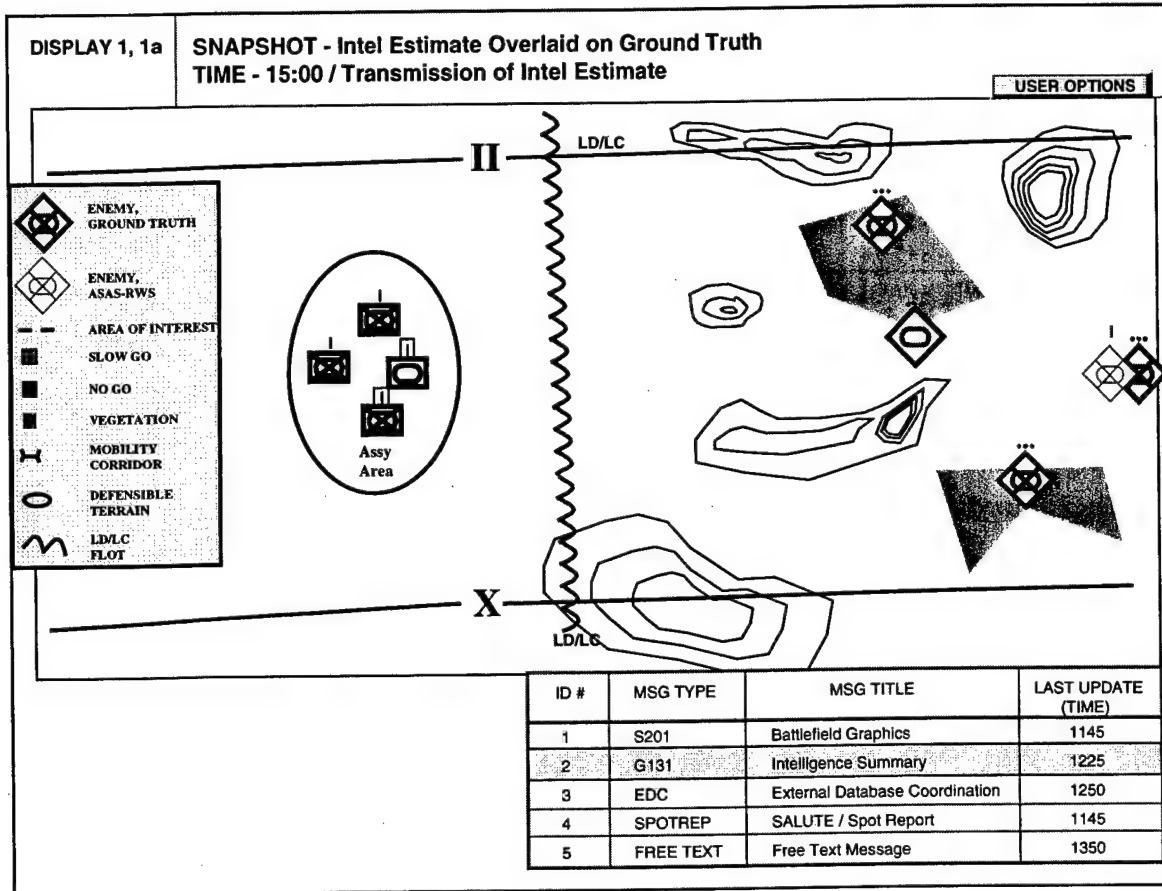 DISPLAY 1, 1a
SNAPSHOT - Intel Estimate Overlaid on Ground Truth
TIME - 15:00 / Transmission of Intel Estimate
USER OPTIONS
II
LD/LC
ENEMY,
GROUND TRUTH
ENEMY,
ASAS-RWS
AREA OF INTEREST
SLOW GO
NO GO
VEGETATION
MOBILITY
CORRIDOR
DEFENSIBLE
TERRAIN
LD/LC
FLOT
Assy
Area
X
LD/LC
ID # MSG TYPE MSG TITLE LAST UPDATE
(TIME)
1 S201 Battlefield Graphics 1145
2 G131 Intelligence Summary 1225
3 EDC External Database Coordination 1250
4 SPOTREP SALUTE / Spot Report 1145
5 FREE TEXT Free Text Message 1350